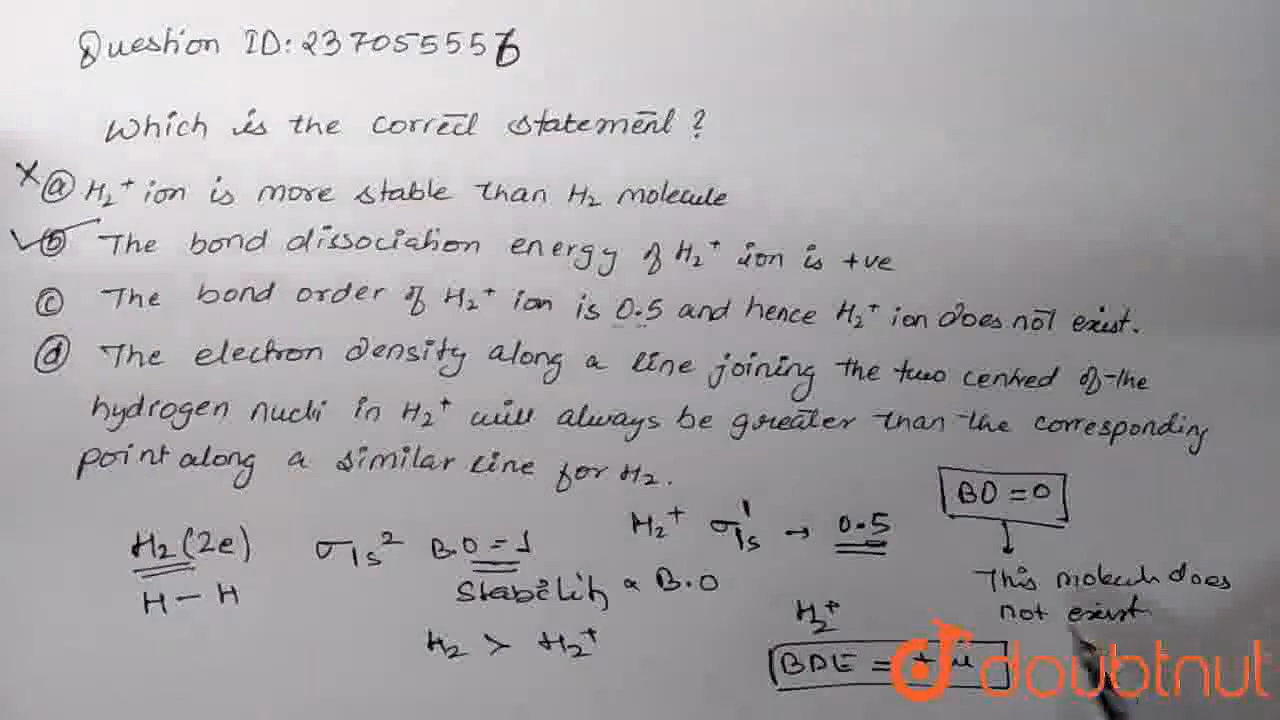 Question ID: 237055556
Which is the correct statement?
x (a) H2+ ion is more stable than H2 molecule
✓ (b) The bond dissociation energy of H2+ ion is +ve
(c) The bond order of H2+ ion is 0.5 and hence H2+ ion does not exist.
(d) The electron density along a line joining the two centred of the
hydrogen nucli in H2+ will always be greater than the corresponding
point along a similar line for H2.
H2 (2e) σ1s² B.O = 1
H2+ σ1s¹ → 0.5
BO = 0
H - H
Stability ∝ B.O
This molecule does
not exist
H2 > H2+
H2+
BDE = +
doubtnut